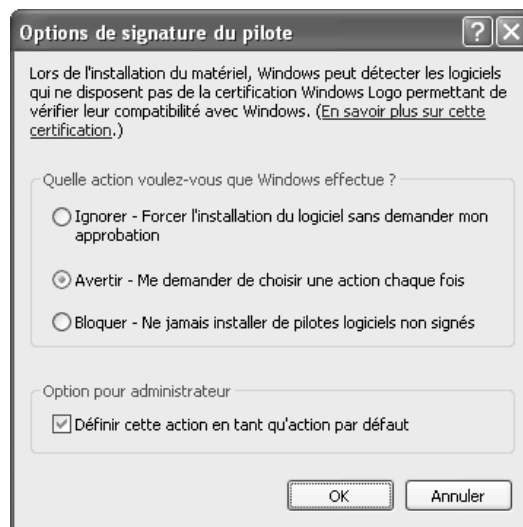 Options de signature du pilote
Lors de l'installation du matériel, Windows peut détecter les logiciels
qui ne disposent pas de la certification Windows Logo permettant de
vérifier leur compatibilité avec Windows. (En savoir plus sur cette
certification.)
Quelle action voulez-vous que Windows effectue ?
Ignorer - Forcer l'installation du logiciel sans demander mon
approbation
Avertir - Me demander de choisir une action chaque fois
Bloquer - Ne jamais installer de pilotes logiciels non signés
Option pour administrateur
Définir cette action en tant qu'action par défaut
OK
Annuler